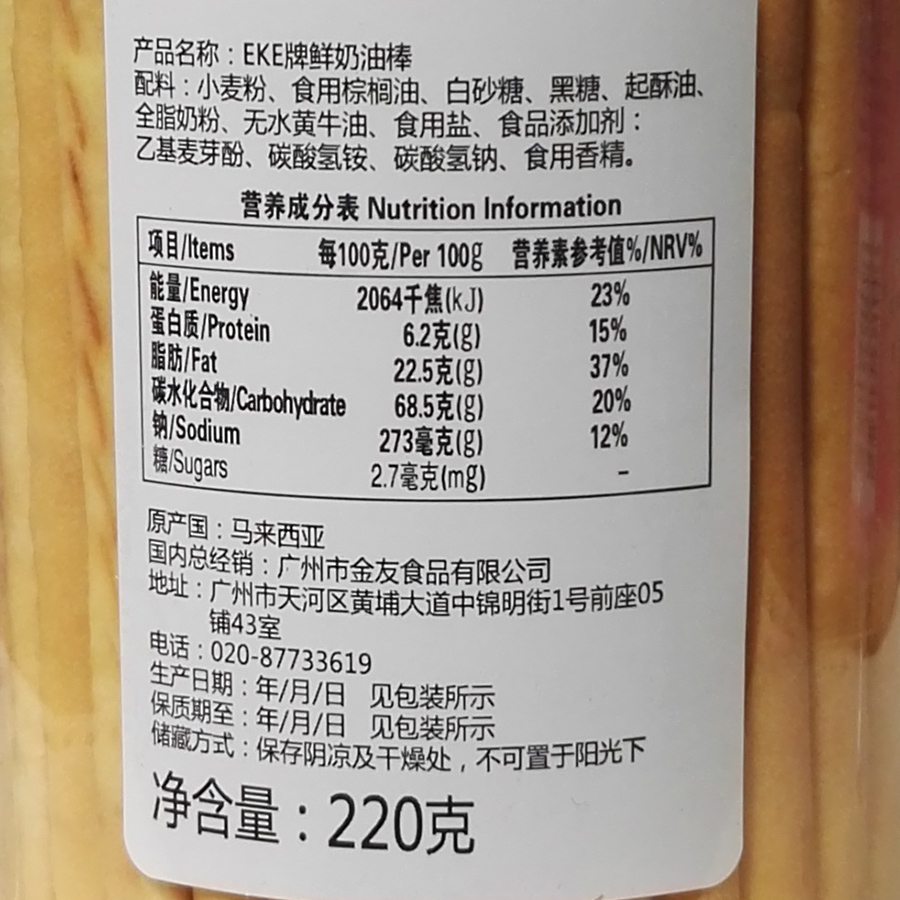 产品名称：EKE牌鲜奶油棒
配料：小麦粉、食用棕榈油、白砂糖、黑糖、起酥油、
全脂奶粉、无水黄牛油、食用盐、食品添加剂：
乙基麦芽酚、碳酸氢铵、碳酸氢钠、食用香精。
营养成分表 Nutrition Information
项目/Items 每100克/Per 100g 营养素参考值%/NRV%
能量/Energy 2064千焦(kJ) 23%
蛋白质/Protein 6.2克(g) 15%
脂肪/Fat 22.5克(g) 37%
碳水化合物/Carbohydrate 68.5克(g) 20%
钠/Sodium 273毫克(g) 12%
糖/Sugars 2.7毫克(mg) –
原产国：马来西亚
国内总经销：广州市金友食品有限公司
地址：广州市天河区黄埔大道中锦明街1号前座05
铺43室
电话：020-87733619
生产日期：年/月/日 见包装所示
保质期至：年/月/日 见包装所示
储藏方式：保存阴凉及干燥处，不可置于阳光下
净含量：220克